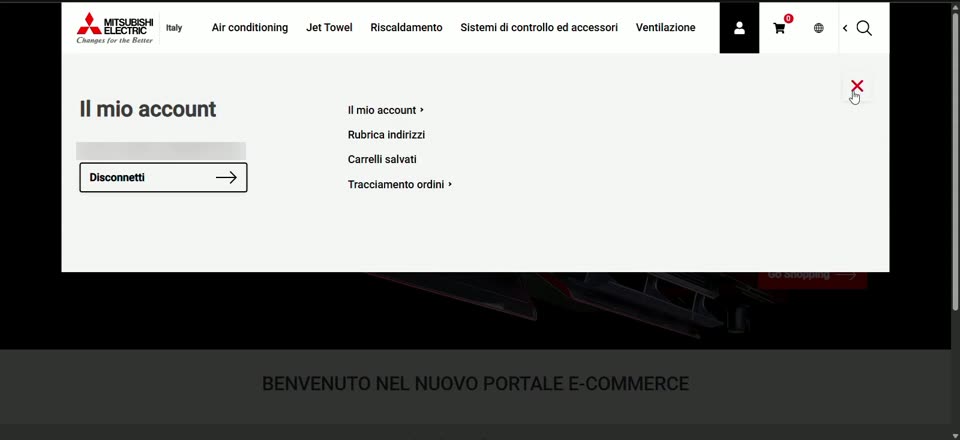 MITSUBISHI
ELECTRIC
Changes for the Better
Italy
Air conditioning
Jet Towel
Riscaldamento
Sistemi di controllo ed accessori
Ventilazione
0
Il mio account
Disconnetti
Il mio account
Rubrica indirizzi
Carrelli salvati
Tracciamento ordini
Go Shopping
BENVENUTO NEL NUOVO PORTALE E-COMMERCE